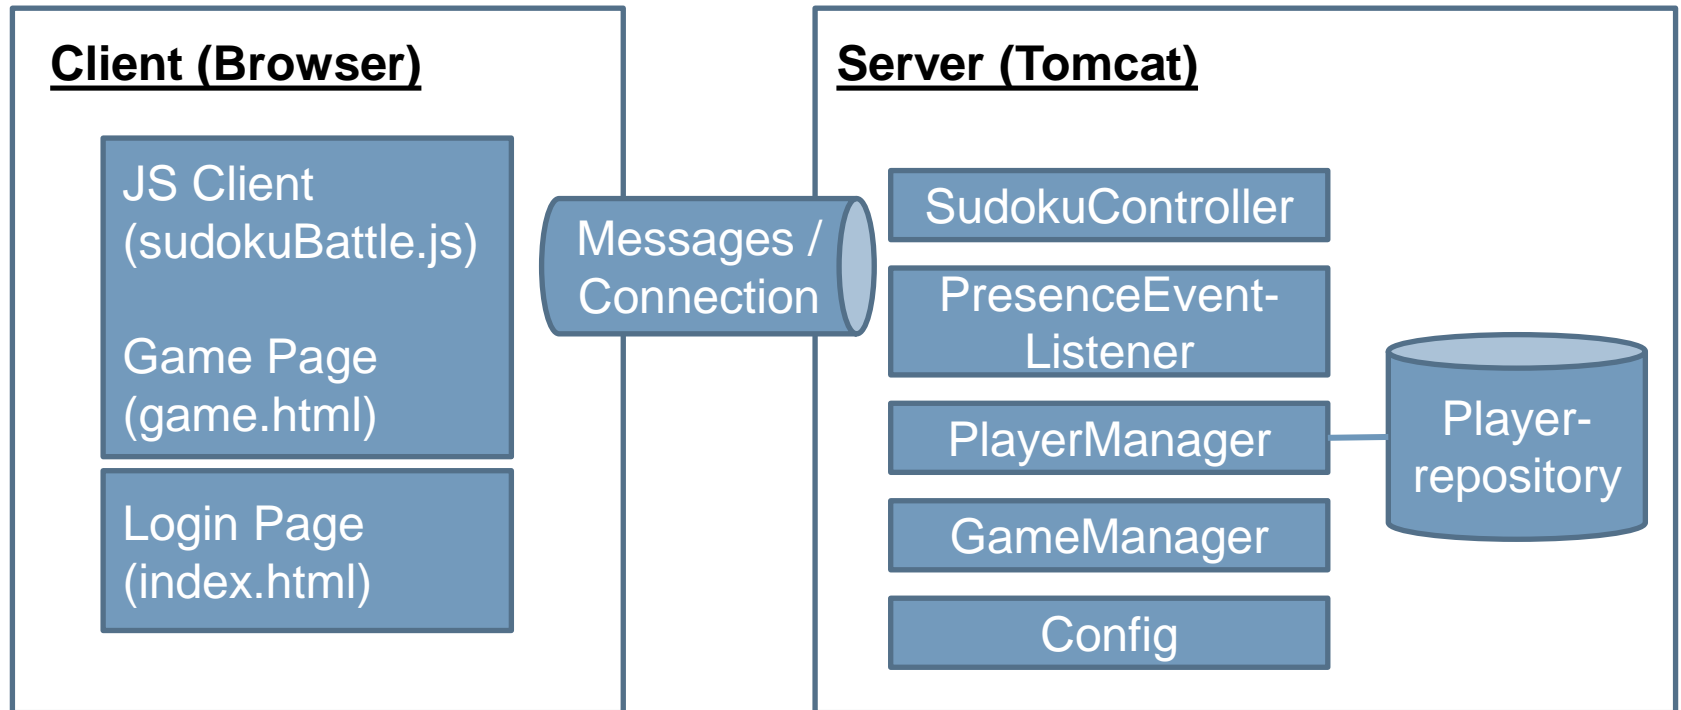 Client (Browser)
JS Client
(sudokuBattle.js)
Game Page
(game.html)
Login Page
(index.html)
Messages /
Connection
Server (Tomcat)
SudokuController
PresenceEvent-
Listener
PlayerManager
GameManager
Config
Player-
repository